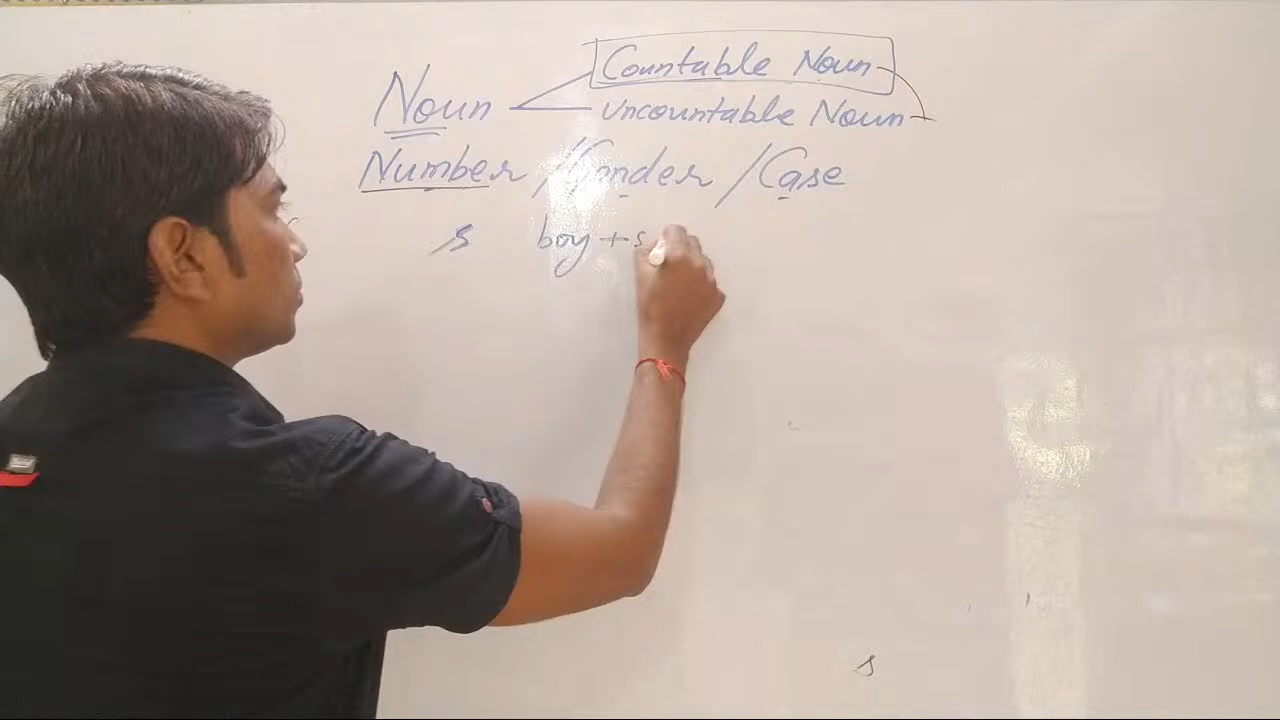 Countable Noun
Noun
Uncountable Noun
Number / Gender / Case
s boy + s
s